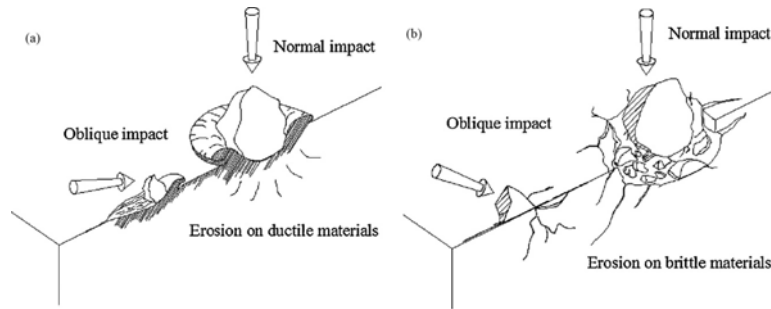 (a)
Normal impact
Oblique impact
Erosion on ductile materials
(b)
Normal impact
Oblique impact
Erosion on brittle materials